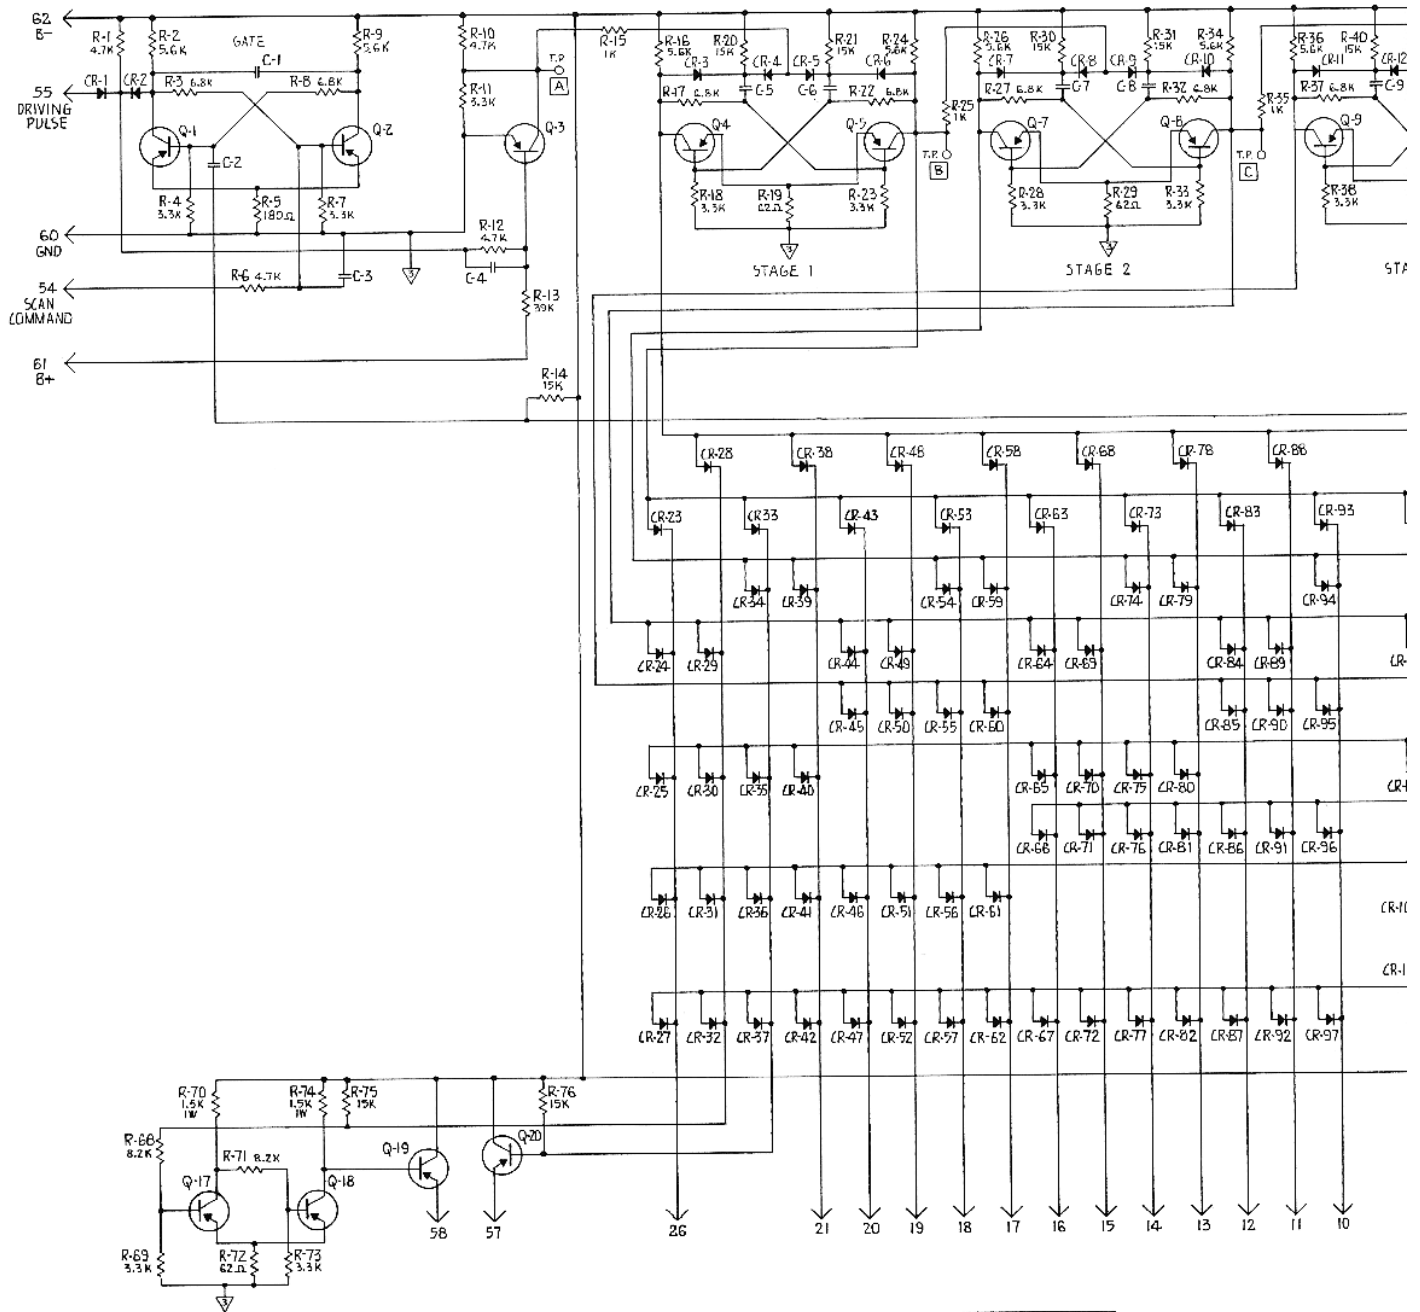 62
B-
R-1
4.7K
R-2
5.6K
GATE
C-1
R-9
5.6K
R-10
4.7K
R-15
1K
R-16
5.6K
R-20
15K
R-21
15K
R-24
5.6K
R-26
5.6K
R-30
15K
R-31
15K
R-34
5.6K
R-36
5.6K
R-40
15K
CR-3
CR-4
CR-5
CR-6
CR-7
CR-8
CR-9
CR-10
CR-11
CR-12
55
DRIVING
PULSE
CR-1
CR-2
R-3 6.8K
R-8 6.8K
R-11
3.3K
T.P.
A
R-17 6.8K
C-5
C-6
R-22 6.8K
R-25
1K
R-27 6.8K
C-7
C-8
R-32 6.8K
R-35
1K
R-37 6.8K
C-9
Q-1
C-2
Q-2
Q-3
Q-4
Q-5
T.P.
B
Q-7
Q-8
T.P.
C
Q-9
R-4
3.3K
R-5
180Ω
R-7
3.3K
R-18
3.3K
R-19
62Ω
R-23
3.3K
R-28
3.3K
R-29
62Ω
R-33
3.3K
R-38
3.3K
60
GND
R-12
4.7K
C-4
3
3
3
STAGE 1
STAGE 2
STA
54
SCAN
COMMAND
R-6 4.7K
C-3
R-13
39K
61
B+
R-14
15K
CR-28
CR-38
CR-48
CR-58
CR-68
CR-78
CR-88
CR-23
CR-33
CR-43
CR-53
CR-63
CR-73
CR-83
CR-93
CR-34
CR-39
CR-54
CR-59
CR-74
CR-79
CR-94
CR-24
CR-29
CR-44
CR-49
CR-64
CR-69
CR-84
CR-89
CR-
CR-45
CR-50
CR-55
CR-60
CR-85
CR-90
CR-95
CR-25
CR-30
CR-35
CR-40
CR-65
CR-70
CR-75
CR-80
CR-66
CR-71
CR-76
CR-81
CR-86
CR-91
CR-96
CR-26
CR-31
CR-36
CR-41
CR-46
CR-51
CR-56
CR-61
CR-10
CR-1
CR-27
CR-32
CR-37
CR-42
CR-47
CR-52
CR-57
CR-62
CR-67
CR-72
CR-77
CR-82
CR-87
CR-92
CR-97
R-70
1.5K
1W
R-74
1.5K
1W
R-75
15K
R-76
15K
R-68
8.2K
R-71 8.2K
Q-19
Q-20
Q-17
Q-18
58
57
26
21
20
19
18
17
16
15
14
13
12
11
10
R-69
3.3K
R-72
62Ω
R-73
3.3K
3